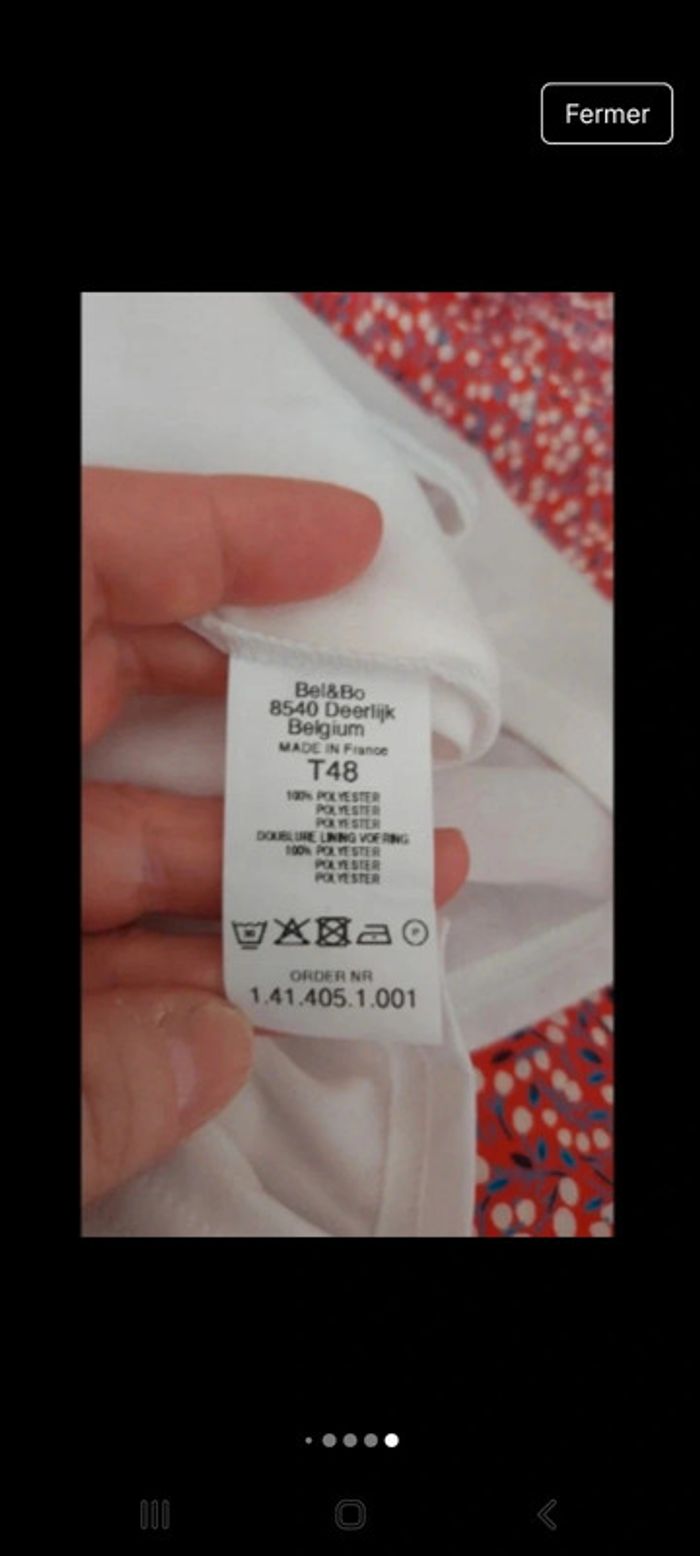 Fermer
Bel&Bo
8540 Deerlijk
Belgium
MADE IN France
T48
100% POLYESTER
POLYESTER
POLYESTER
DOUBLURE LINING VOERING
100% POLYESTER
POLYESTER
POLYESTER
P
ORDER NR
1.41.405.1.001